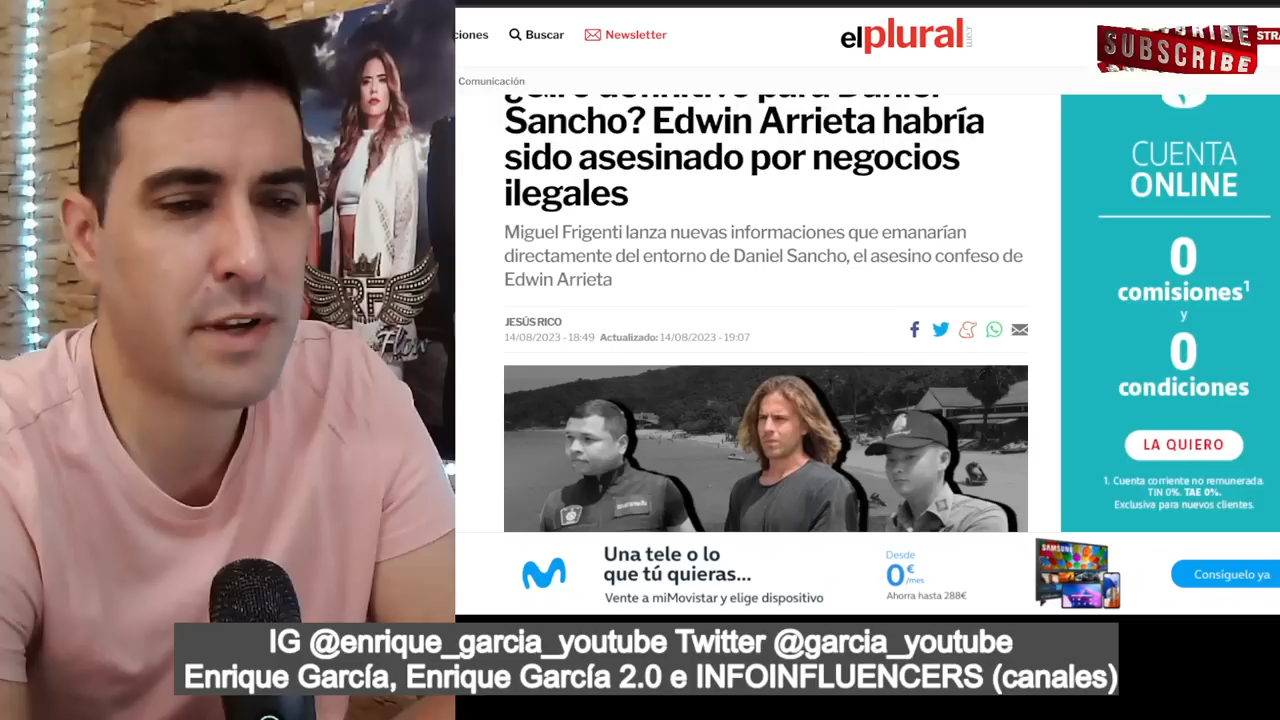 ciones
Buscar
Newsletter
elplural
.com
SUBSCRIBE
STRA
Comunicación
Sancho? Edwin Arrieta habría
sido asesinado por negocios
ilegales
Miguel Frigenti lanza nuevas informaciones que emanarían
directamente del entorno de Daniel Sancho, el asesino confeso de
Edwin Arrieta
JESÚS RICO
14/08/2023 - 18:49 Actualizado: 14/08/2023 - 19:07
CUENTA
ONLINE
0
comisiones¹
y
0
condiciones
LA QUIERO
1. Cuenta corriente no remunerada.
TIN 0%. TAE 0%.
Exclusiva para nuevos clientes.
Una tele o lo
que tú quieras...
Vente a miMovistar y elige dispositivo
Desde
0€
/mes
Ahorra hasta 288€
SAMSUNG
Consíguelo ya
RF
Flow
IG @enrique_garcia_youtube Twitter @garcia_youtube
Enrique García, Enrique García 2.0 e INFOINFLUENCERS (canales)